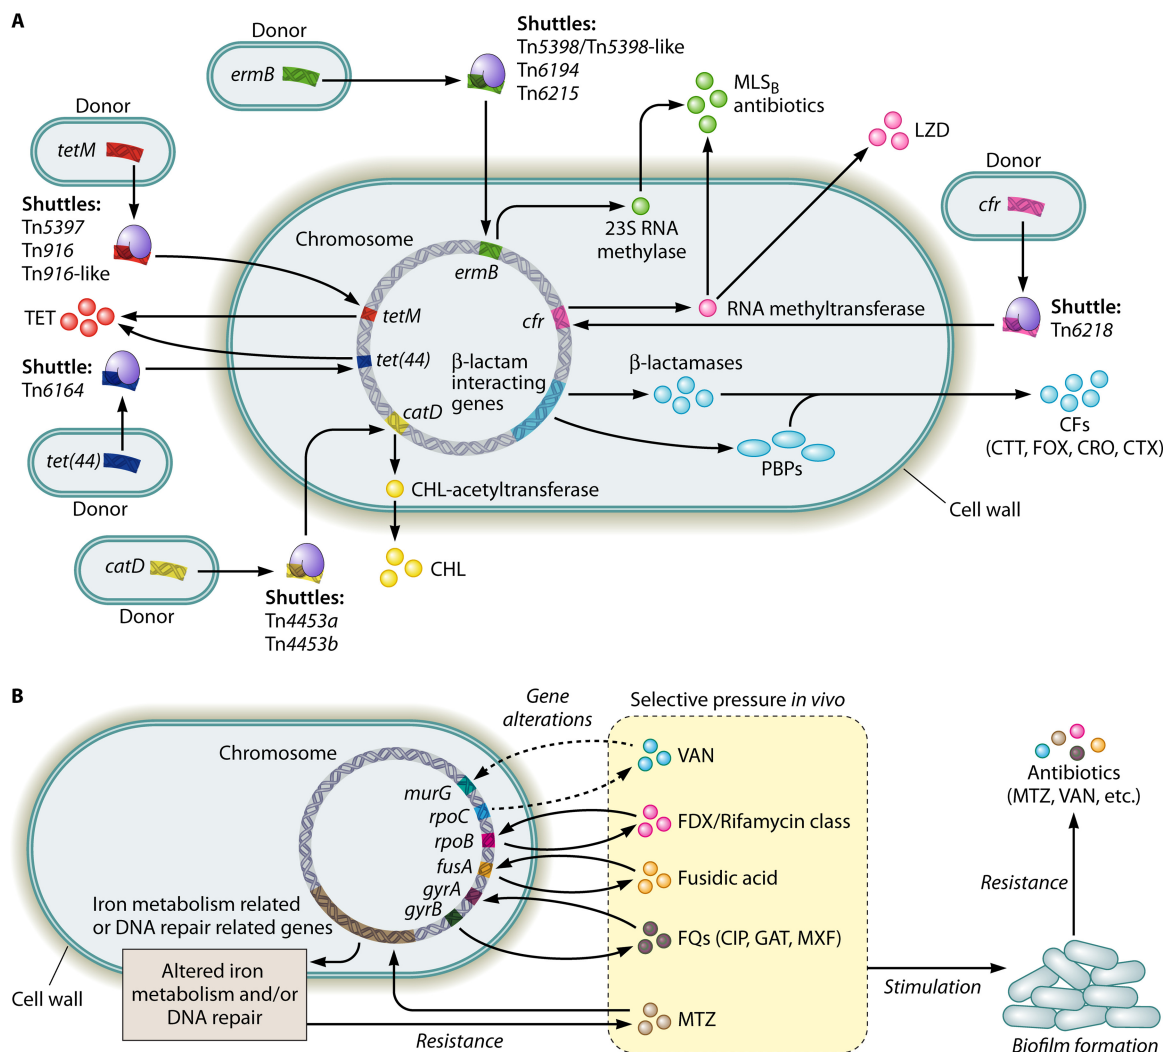 A
Donor
ermB
Shuttles:
Tn5398/Tn5398-like
Tn6194
Tn6215
MLSB
antibiotics
LZD
Donor
tetM
Shuttles:
Tn5397
Tn916
Tn916-like
Donor
cfr
Shuttle:
Tn6218
Chromosome
ermB
23S RNA
methylase
tetM
cfr
RNA methyltransferase
TET
tet(44)
Shuttle:
Tn6164
β-lactam
interacting
genes
β-lactamases
catD
PBPs
CFs
(CTT, FOX, CRO, CTX)
tet(44)
Donor
CHL-acetyltransferase
Cell wall
CHL
catD
Donor
Shuttles:
Tn4453a
Tn4453b
B
Gene
alterations
Selective pressure in vivo
Chromosome
VAN
murG
rpoC
rpoB
fusA
gyrA
gyrB
FDX/Rifamycin class
Fusidic acid
FQs (CIP, GAT, MXF)
MTZ
Antibiotics
(MTZ, VAN, etc.)
Resistance
Iron metabolism related
or DNA repair related genes
Altered iron
metabolism and/or
DNA repair
Cell wall
Resistance
Stimulation
Biofilm formation